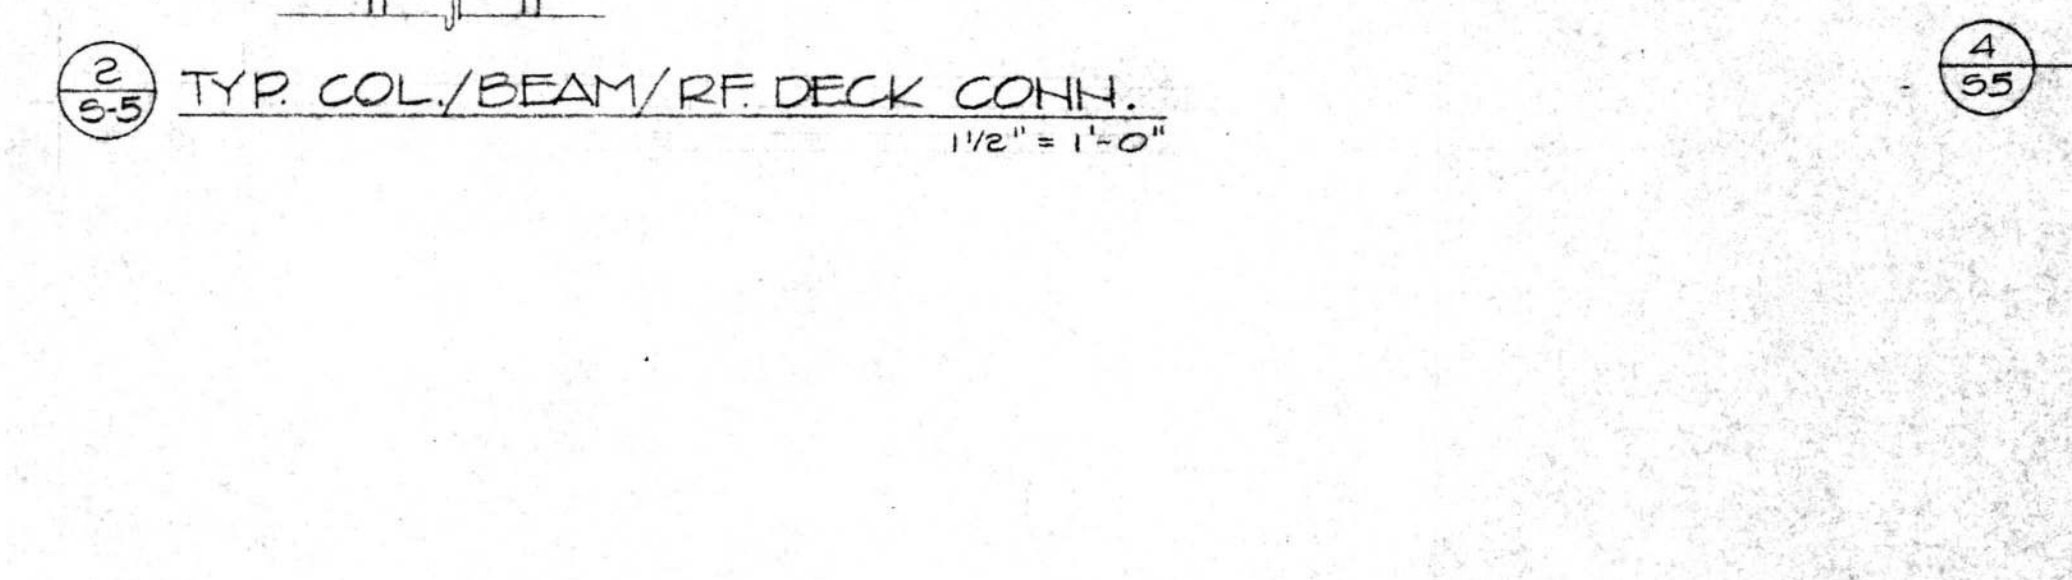 2
S-5
TYP. COL./BEAM/RF. DECK CONN.
1 1/2" = 1'-0"
4
S5